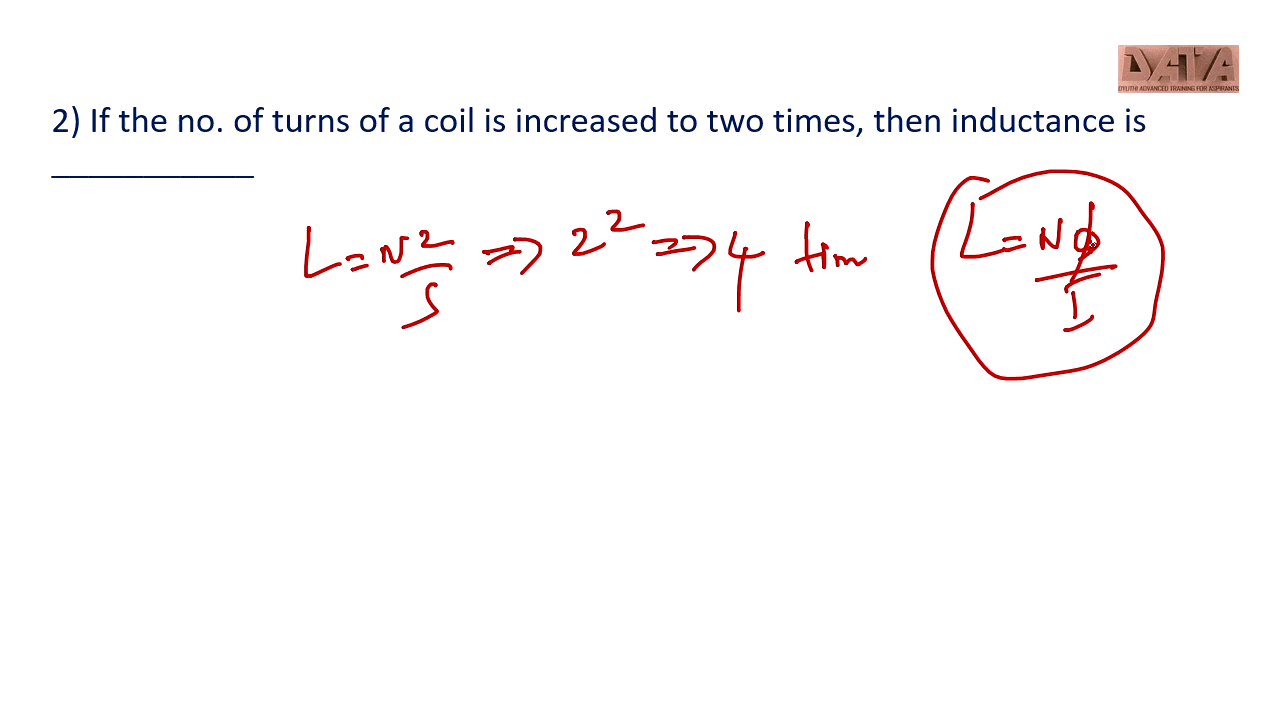 DATA
DYUTHI ADVANCED TRAINING FOR ASPIRANTS
2) If the no. of turns of a coil is increased to two times, then inductance is
____________
L = N²/S ⇒ 2² ⇒ 4 tim
L = Nϕ/I